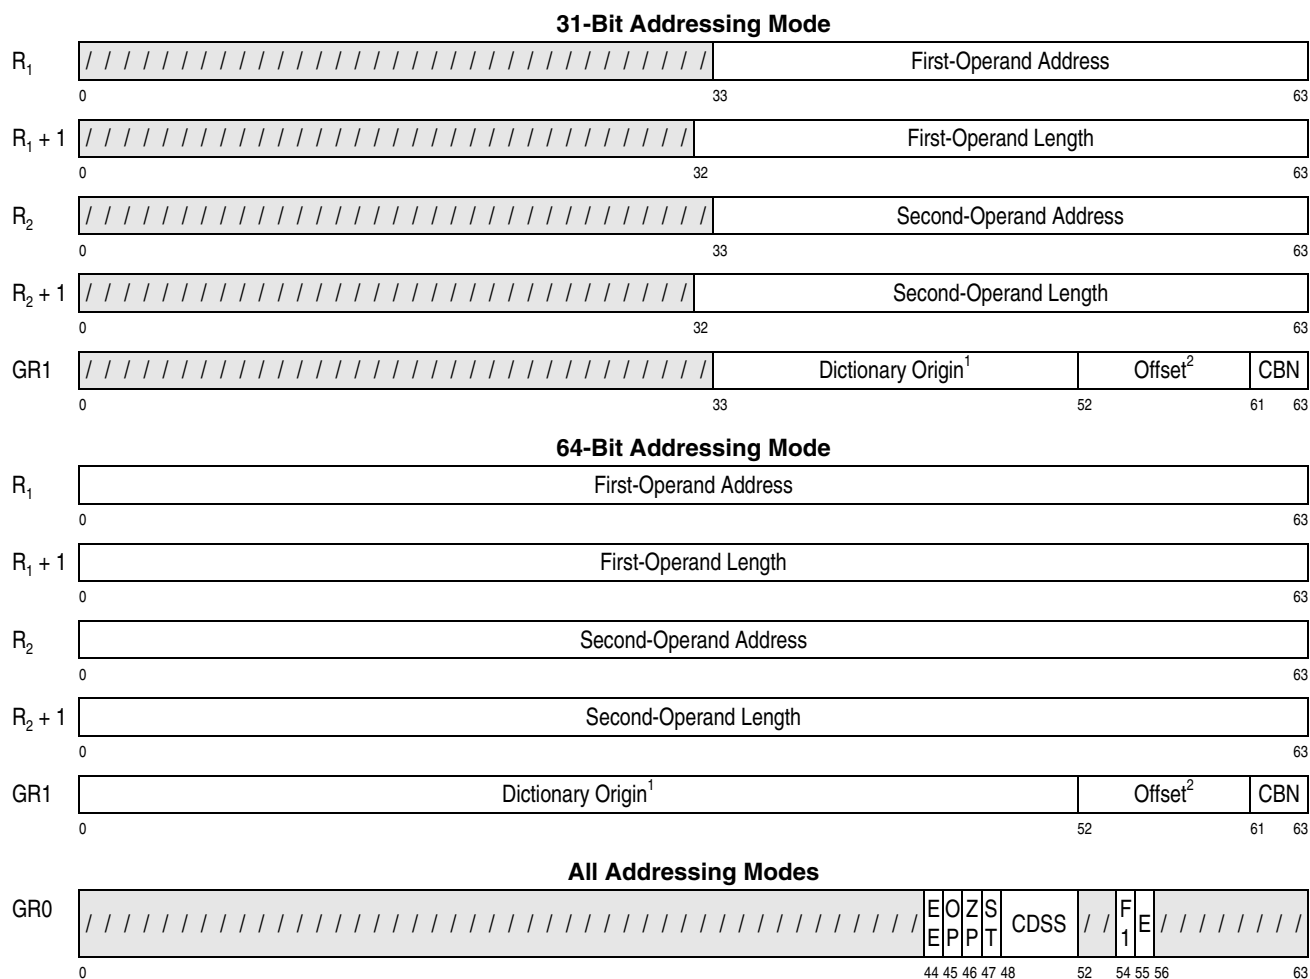 31-Bit Addressing Mode
R1 / / / / / / / / / / / / / / / / / / / / / / / / / / / / / / / / / First-Operand Address
0 33 63
R1 + 1 / / / / / / / / / / / / / / / / / / / / / / / / / / / / / / / / First-Operand Length
0 32 63
R2 / / / / / / / / / / / / / / / / / / / / / / / / / / / / / / / / / Second-Operand Address
0 33 63
R2 + 1 / / / / / / / / / / / / / / / / / / / / / / / / / / / / / / / / Second-Operand Length
0 32 63
GR1 / / / / / / / / / / / / / / / / / / / / / / / / / / / / / / / / / Dictionary Origin1 Offset2 CBN
0 33 52 61 63
64-Bit Addressing Mode
R1 First-Operand Address
0 63
R1 + 1 First-Operand Length
0 63
R2 Second-Operand Address
0 63
R2 + 1 Second-Operand Length
0 63
GR1 Dictionary Origin1 Offset2 CBN
0 52 61 63
All Addressing Modes
GR0 / / / / / / / / / / / / / / / / / / / / / / / / / / / / / / / / / / / / / / / / / / / / EE OP ZP ST CDSS / / F1 E / / / / / / / /
0 44 45 46 47 48 52 54 55 56 63